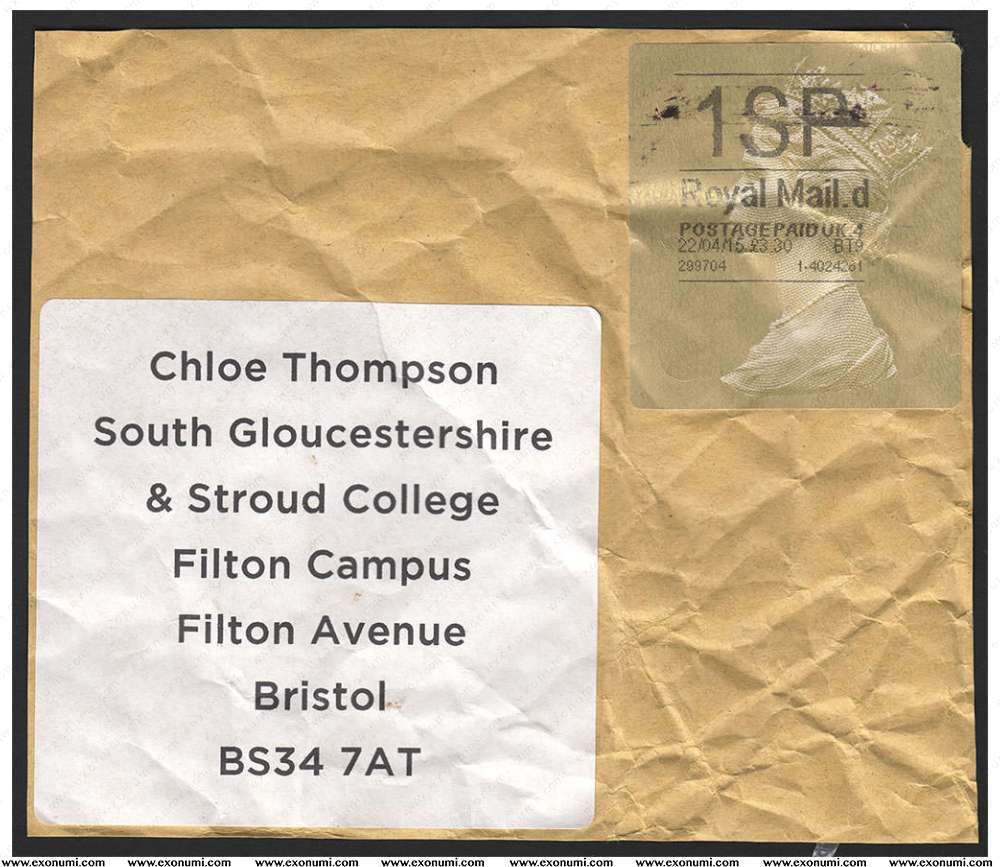 1SP
Royal Mail.d
POSTAGE PAID UK 4
22/04/15 £3.30 BT9
299704 1-4024261
Chloe Thompson
South Gloucestershire
& Stroud College
Filton Campus
Filton Avenue
Bristol
BS34 7AT
www.exonumi.com www.exonumi.com www.exonumi.com www.exonumi.com www.exonumi.com www.exonumi.com www.exonumi.com www.exonumi.com